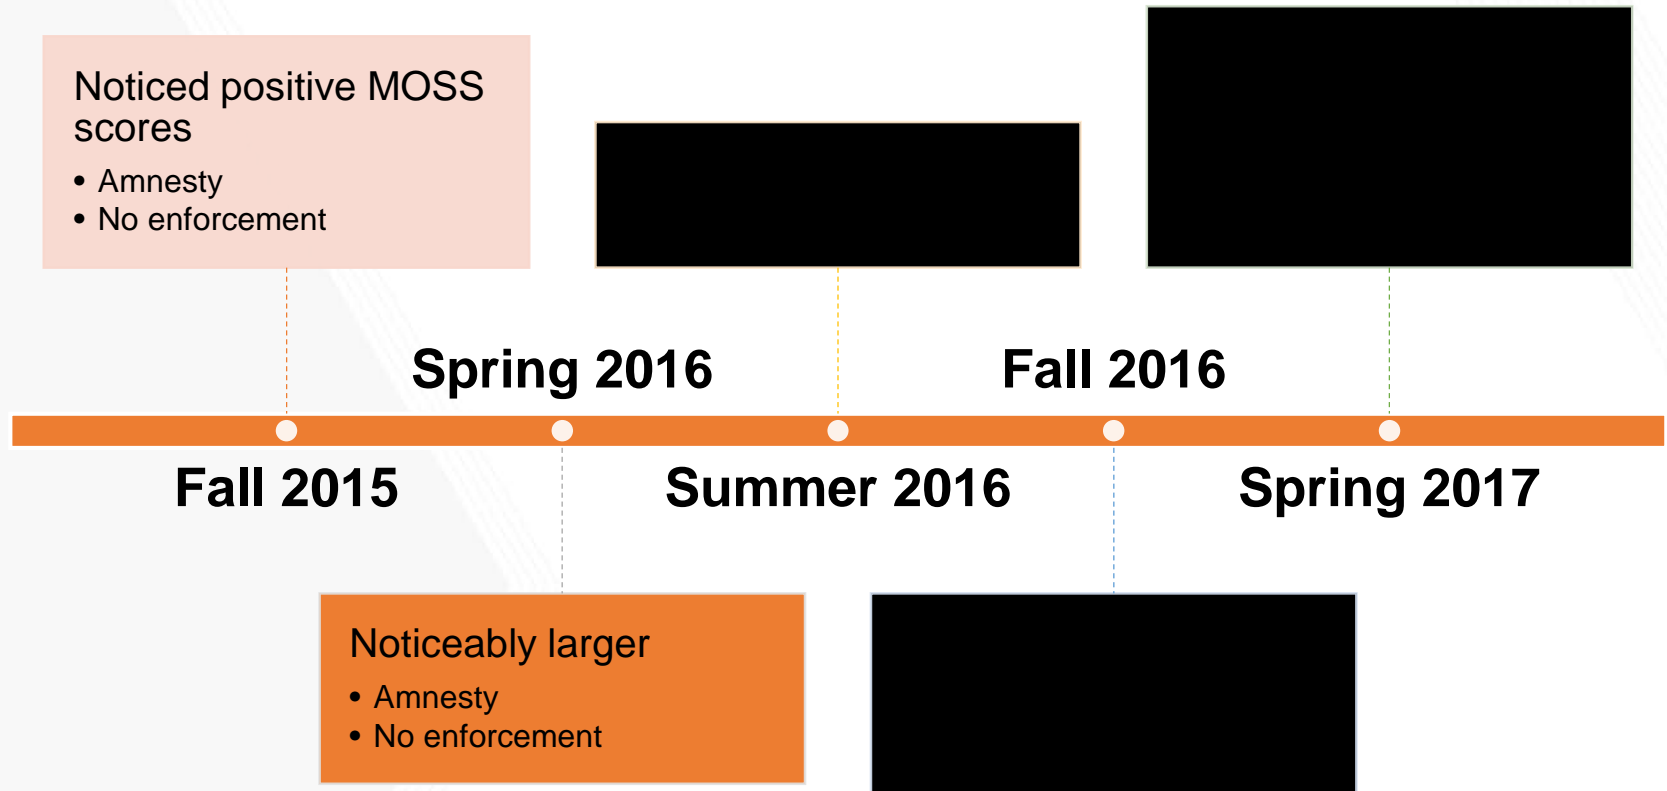 Noticed positive MOSS
scores
• Amnesty
• No enforcement
Spring 2016
Fall 2016
Fall 2015
Summer 2016
Spring 2017
Noticeably larger
• Amnesty
• No enforcement